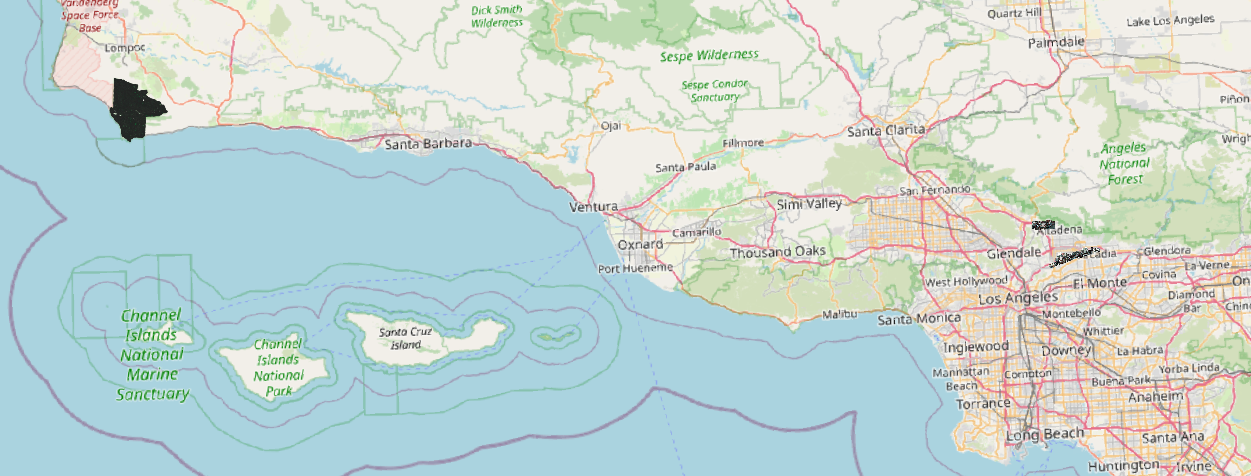 Vandenberg
Space Force
Base
Lompoc
Dick Smith
Wilderness
Quartz Hill
Lake Los Angeles
Palmdale
Sespe Wilderness
Sespe Condor
Sanctuary
Piñon
Ojai
Santa Clarita
Santa Barbara
Fillmore
Santa Paula
Angeles
National
Forest
San Fernando
Ventura
Simi Valley
Camarillo
Oxnard
Thousand Oaks
Altadena
Glendale
Glendora
Port Hueneme
La Verne
Covina
West Hollywood
El Monte
Los Angeles
Diamond
Bar
Malibu
Santa Monica
Montebello
Whittier
Channel
Islands
National
Marine
Sanctuary
Santa Cruz
Island
Channel
Islands
National
Park
Inglewood
Downey
La Habra
Yorba Linda
Manhattan
Beach
Compton
Buena Park
Anaheim
Torrance
Long Beach
Santa Ana
Huntington
Irvine